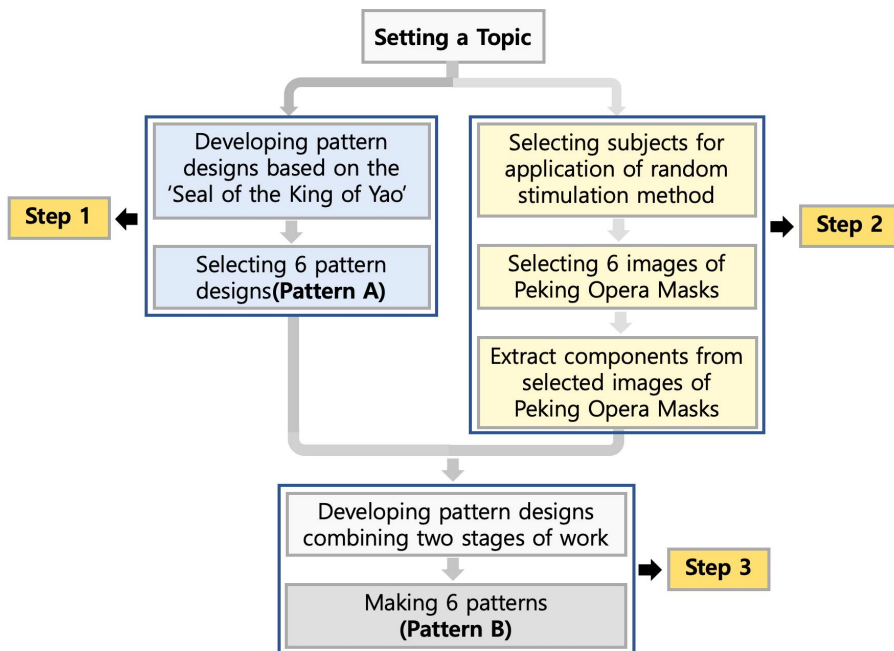 Setting a Topic
Developing pattern
designs based on the
‘Seal of the King of Yao’
Selecting 6 pattern
designs(Pattern A)
Step 1
Selecting subjects for
application of random
stimulation method
Selecting 6 images of
Peking Opera Masks
Extract components from
selected images of
Peking Opera Masks
Step 2
Developing pattern designs
combining two stages of work
Making 6 patterns
(Pattern B)
Step 3